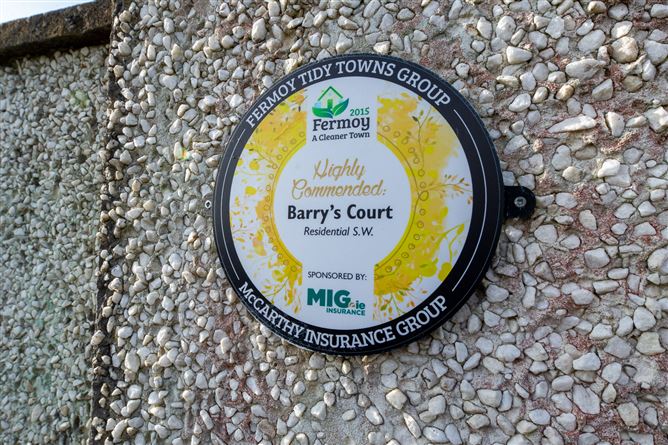 FERMOY TIDY TOWNS GROUP
2015
Fermoy
A Cleaner Town
Highly
Commended:
Barry's Court
Residential S.W.
SPONSORED BY:
MIG.ie
INSURANCE
McCARTHY INSURANCE GROUP